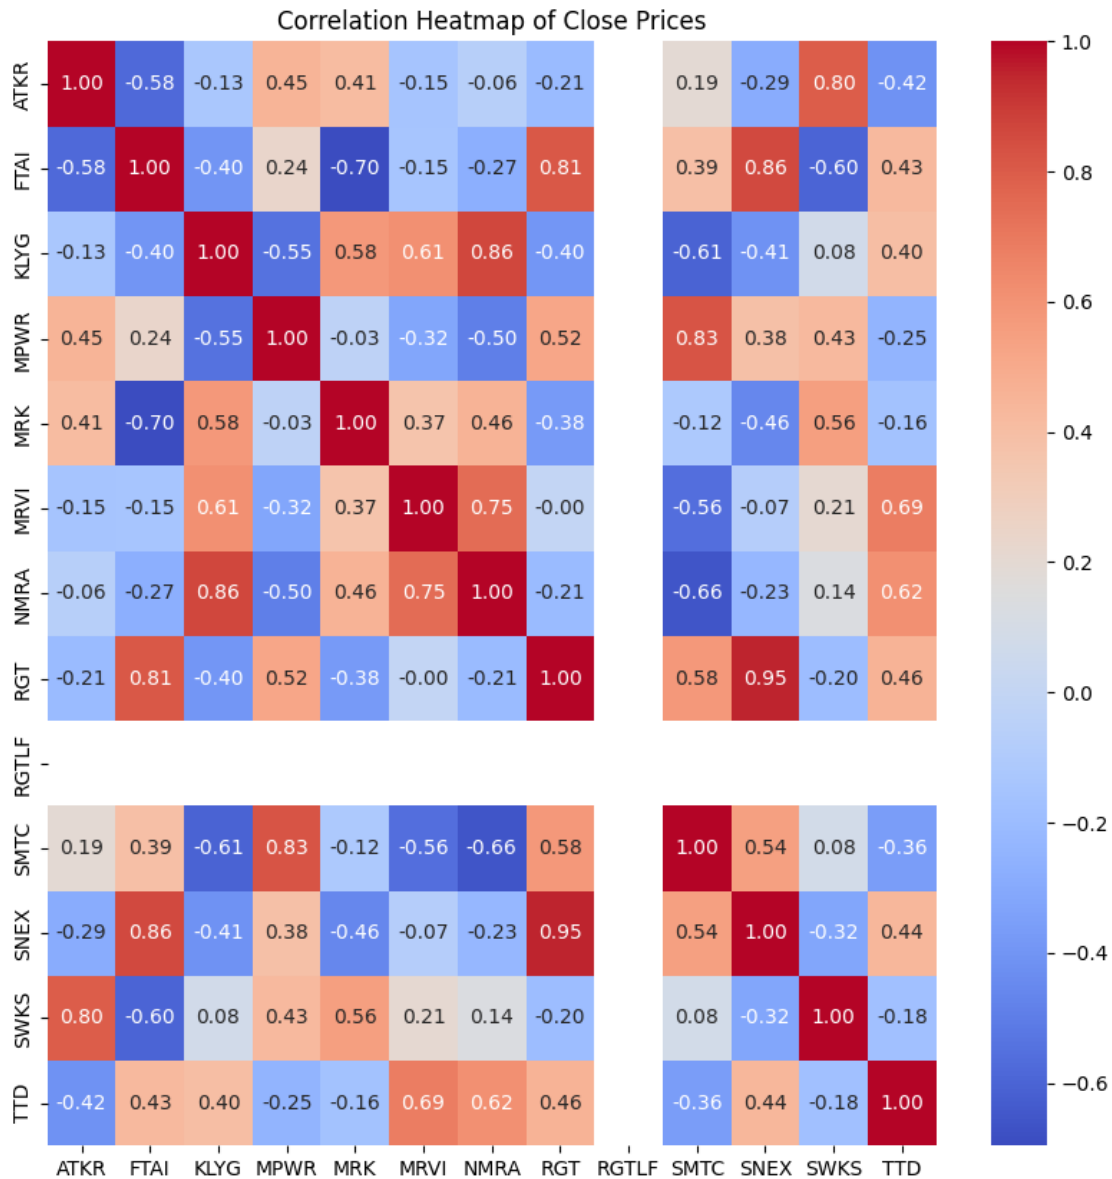 Correlation Heatmap of Close Prices
ATKR 1.00 -0.58 -0.13 0.45 0.41 -0.15 -0.06 -0.21 0.19 -0.29 0.80 -0.42
FTAI -0.58 1.00 -0.40 0.24 -0.70 -0.15 -0.27 0.81 0.39 0.86 -0.60 0.43
KLYG -0.13 -0.40 1.00 -0.55 0.58 0.61 0.86 -0.40 -0.61 -0.41 0.08 0.40
MPWR 0.45 0.24 -0.55 1.00 -0.03 -0.32 -0.50 0.52 0.83 0.38 0.43 -0.25
MRK 0.41 -0.70 0.58 -0.03 1.00 0.37 0.46 -0.38 -0.12 -0.46 0.56 -0.16
MRVI -0.15 -0.15 0.61 -0.32 0.37 1.00 0.75 -0.00 -0.56 -0.07 0.21 0.69
NMRA -0.06 -0.27 0.86 -0.50 0.46 0.75 1.00 -0.21 -0.66 -0.23 0.14 0.62
RGT -0.21 0.81 -0.40 0.52 -0.38 -0.00 -0.21 1.00 0.58 0.95 -0.20 0.46
RGTLF
SMTC 0.19 0.39 -0.61 0.83 -0.12 -0.56 -0.66 0.58 1.00 0.54 0.08 -0.36
SNEX -0.29 0.86 -0.41 0.38 -0.46 -0.07 -0.23 0.95 0.54 1.00 -0.32 0.44
SWKS 0.80 -0.60 0.08 0.43 0.56 0.21 0.14 -0.20 0.08 -0.32 1.00 -0.18
TTD -0.42 0.43 0.40 -0.25 -0.16 0.69 0.62 0.46 -0.36 0.44 -0.18 1.00
ATKR FTAI KLYG MPWR MRK MRVI NMRA RGT RGTLF SMTC SNEX SWKS TTD
1.0
0.8
0.6
0.4
0.2
0.0
−0.2
−0.4
−0.6